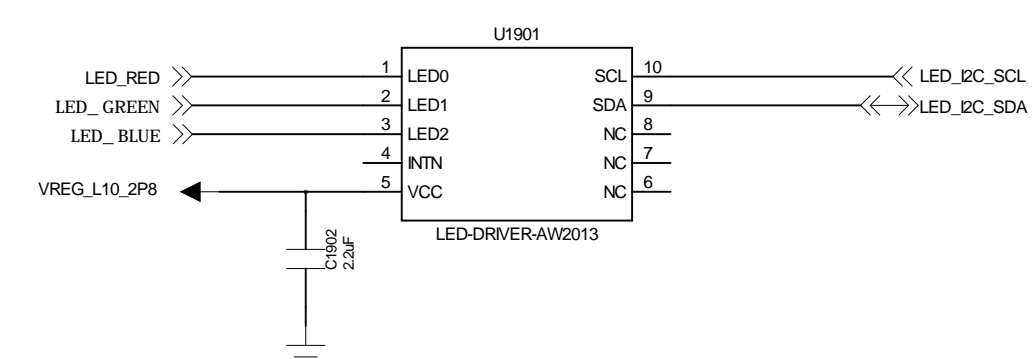 U1901
LED_RED 1 LED0 SCL 10 LED_I2C_SCL
LED_ GREEN 2 LED1 SDA 9 LED_I2C_SDA
LED_ BLUE 3 LED2 NC 8
4 INTN NC 7
VREG_L10_2P8 5 VCC NC 6
LED-DRIVER-AW2013
C1902
2.2uF